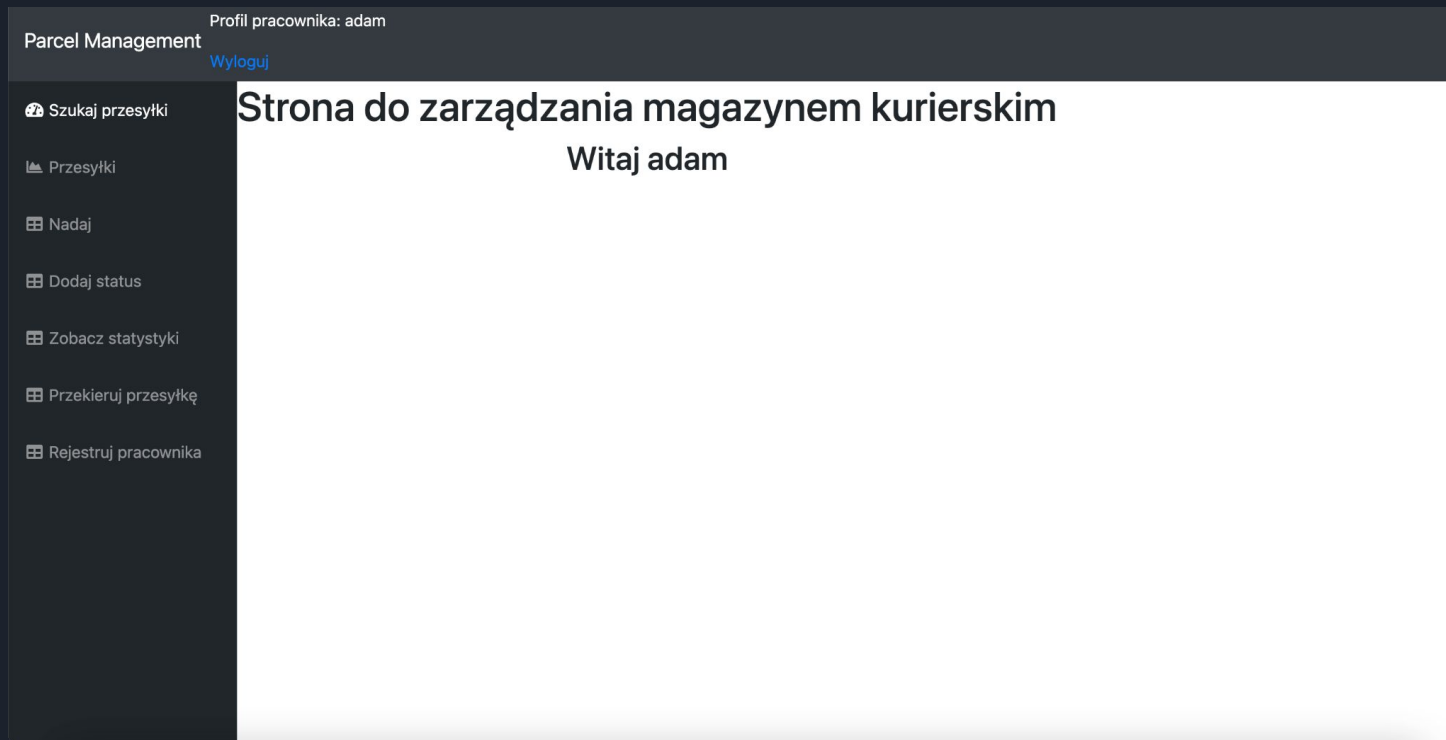 Parcel Management
Profil pracownika: adam
Wyloguj
Szukaj przesyłki
Przesyłki
Nadaj
Dodaj status
Zobacz statystyki
Przekieruj przesyłkę
Rejestruj pracownika
Strona do zarządzania magazynem kurierskim
Witaj adam